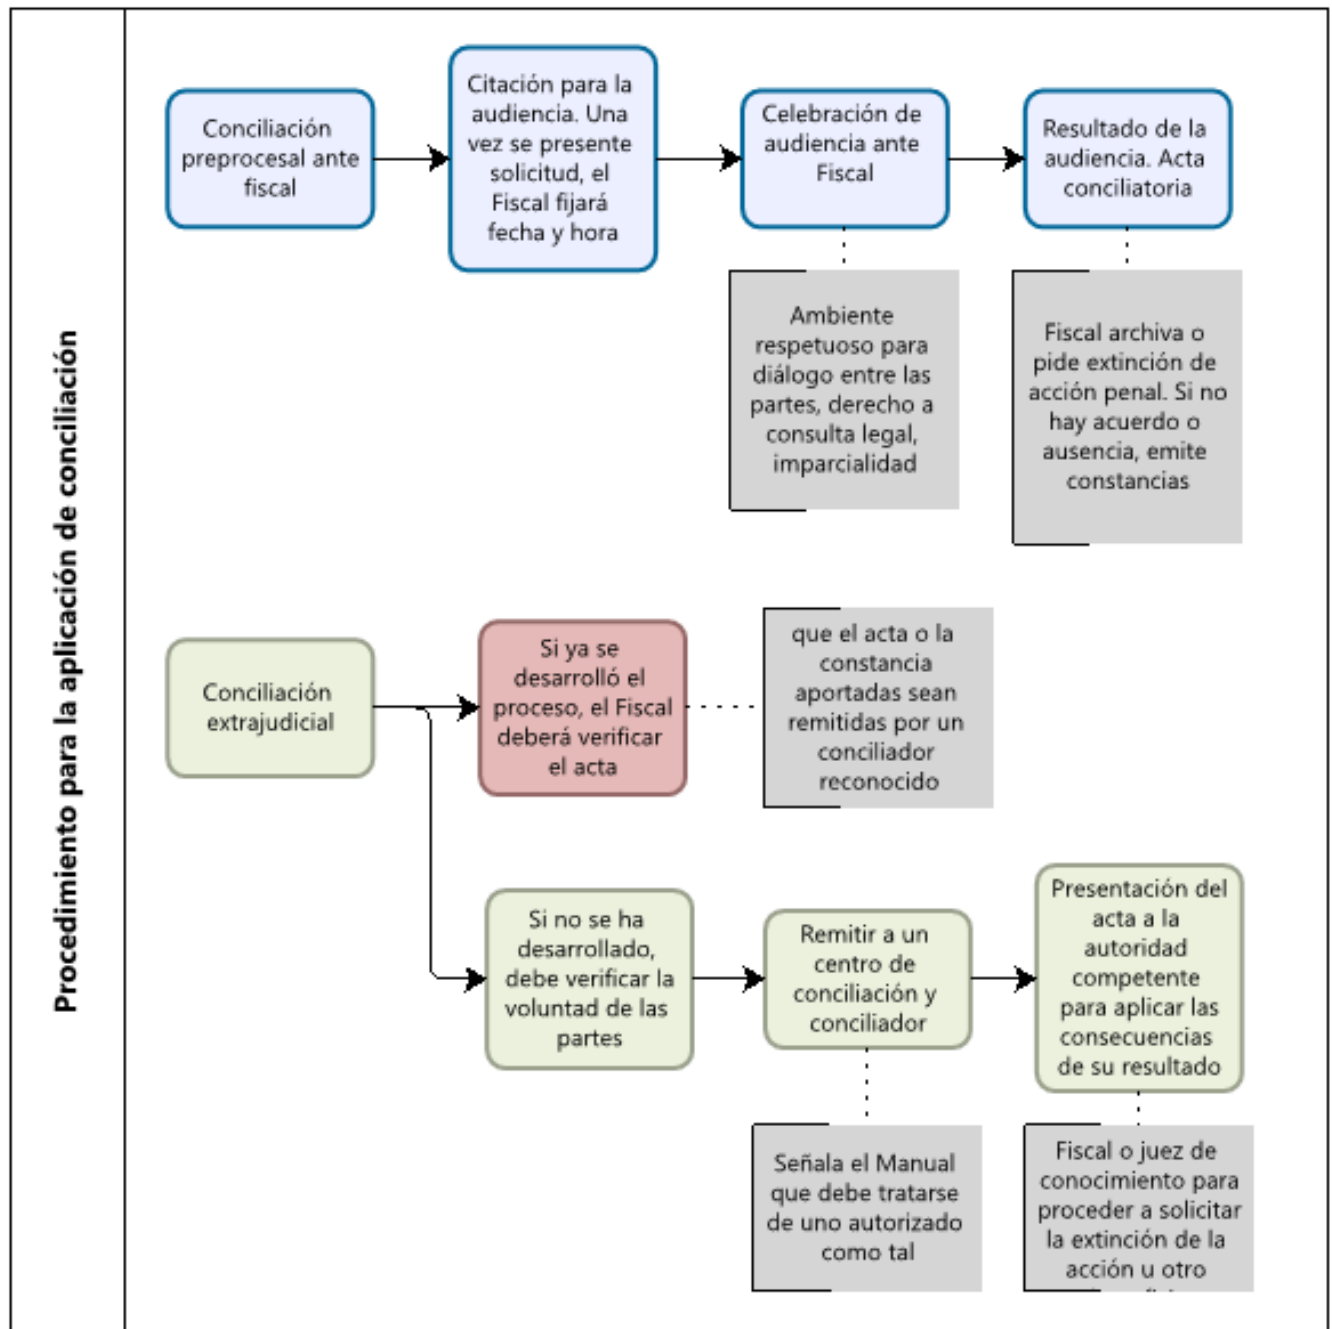 Procedimiento para la aplicación de conciliación
Conciliación
preprocesal ante
fiscal
Citación para la
audiencia. Una
vez se presente
solicitud, el
Fiscal fijará
fecha y hora
Celebración de
audiencia ante
Fiscal
Resultado de la
audiencia. Acta
conciliatoria
Ambiente
respetuoso para
diálogo entre las
partes, derecho a
consulta legal,
imparcialidad
Fiscal archiva o
pide extinción de
acción penal. Si no
hay acuerdo o
ausencia, emite
constancias
Conciliación
extrajudicial
Si ya se
desarrolló el
proceso, el Fiscal
deberá verificar
el acta
que el acta o la
constancia
aportadas sean
remitidas por un
conciliador
reconocido
Si no se ha
desarrollado,
debe verificar la
voluntad de las
partes
Remitir a un
centro de
conciliación y
conciliador
Presentación del
acta a la
autoridad
competente
para aplicar las
consecuencias
de su resultado
Señala el Manual
que debe tratarse
de uno autorizado
como tal
Fiscal o juez de
conocimiento para
proceder a solicitar
la extinción de la
acción u otro